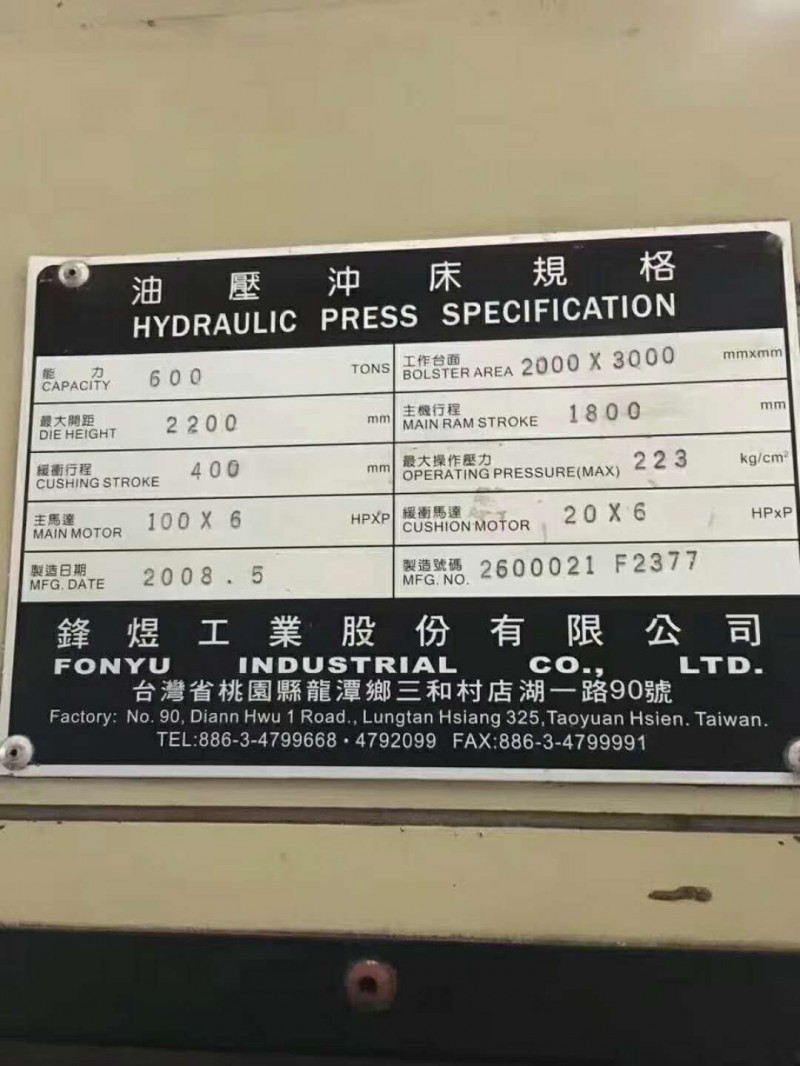 油壓沖床規格
HYDRAULIC PRESS SPECIFICATION
能力 CAPACITY 600 TONS
工作台面 BOLSTER AREA 2000 X 3000 mmxmm
最大開距 DIE HEIGHT 2200 mm
主機行程 MAIN RAM STROKE 1800 mm
緩衝行程 CUSHING STROKE 400 mm
最大操作壓力 OPERATING PRESSURE(MAX) 223 kg/cm²
主馬達 MAIN MOTOR 100 X 6 HPXP
緩衝馬達 CUSHION MOTOR 20 X 6 HPxP
製造日期 MFG. DATE 2008.5
製造號碼 MFG. NO. 2600021 F2377
鋒煜工業股份有限公司
FONYU INDUSTRIAL CO., LTD.
台灣省桃園縣龍潭鄉三和村店湖一路90號
Factory: No. 90, Diann Hwu 1 Road., Lungtan Hsiang 325, Taoyuan Hsien. Taiwan.
TEL:886-3-4799668・4792099 FAX:886-3-4799991